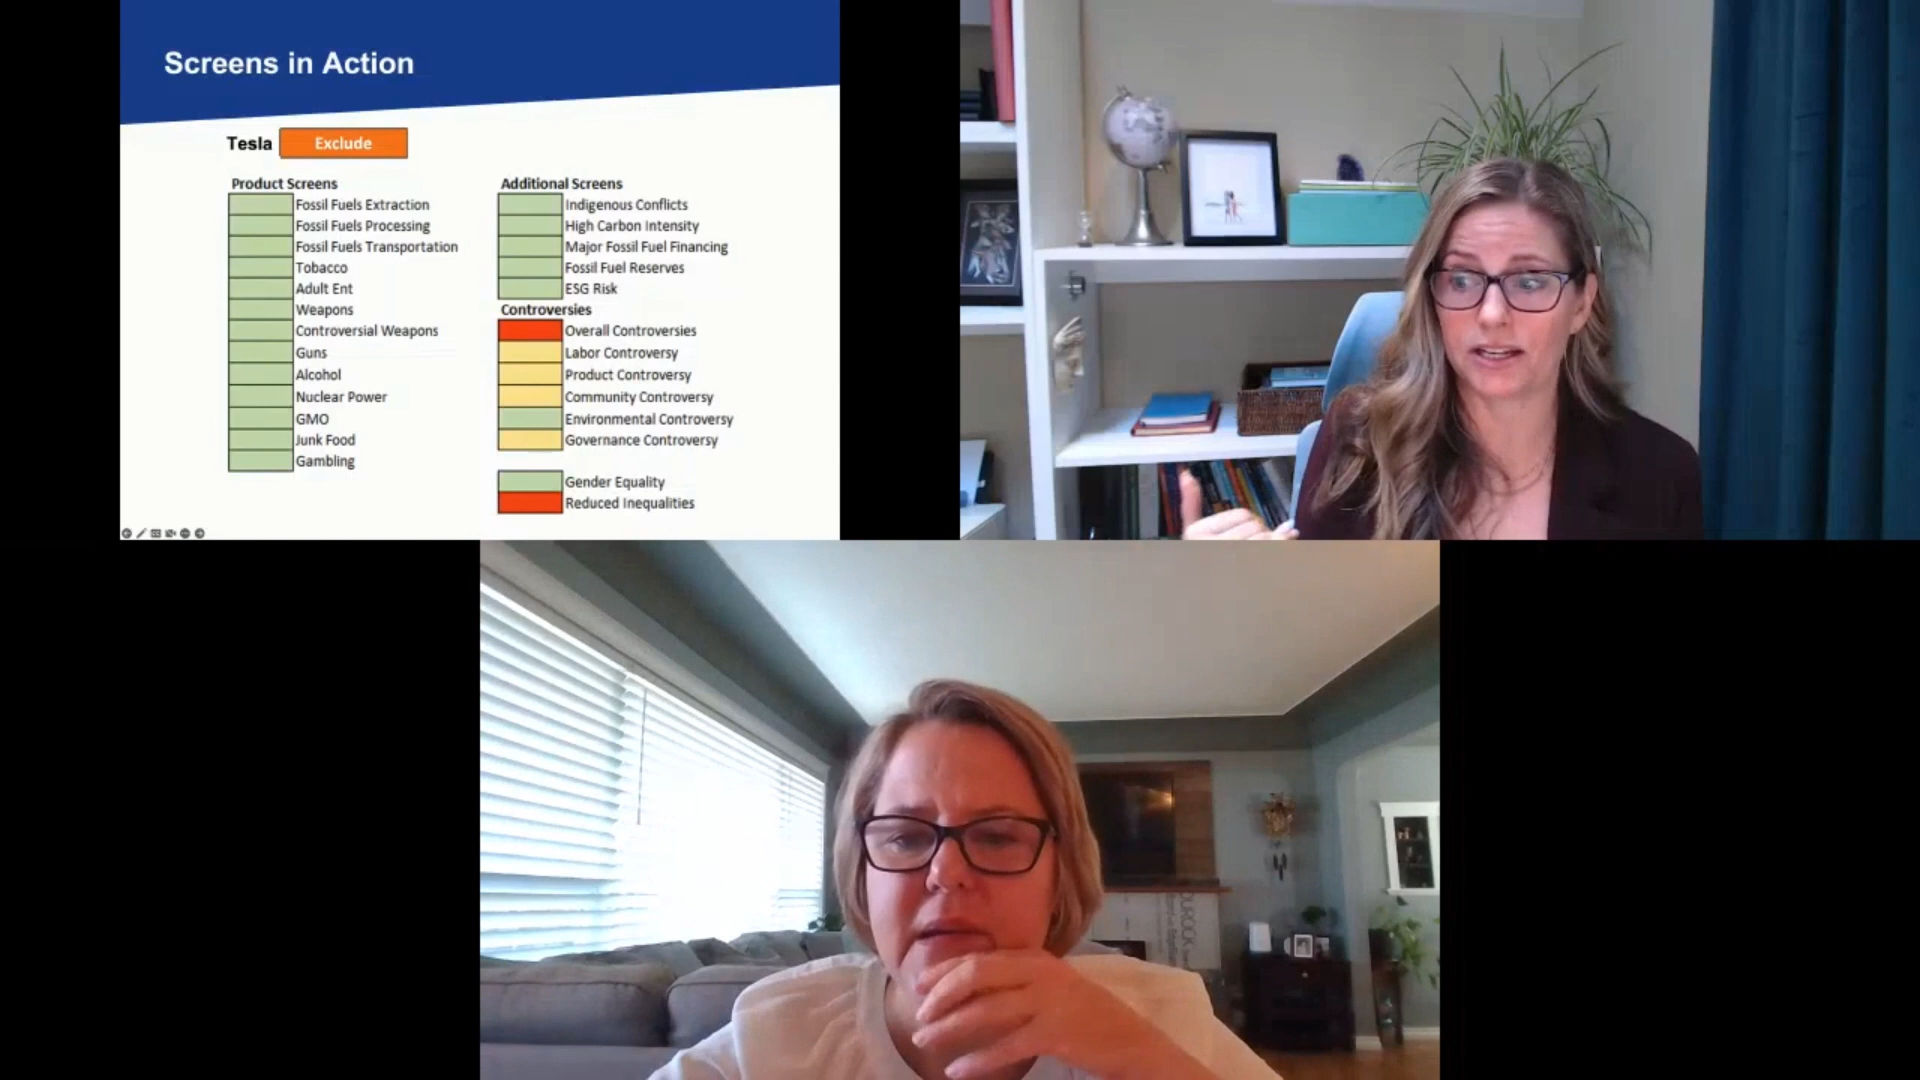 Screens in Action
Tesla Exclude
Product Screens
Fossil Fuels Extraction
Fossil Fuels Processing
Fossil Fuels Transportation
Tobacco
Adult Ent
Weapons
Controversial Weapons
Guns
Alcohol
Nuclear Power
GMO
Junk Food
Gambling
Additional Screens
Indigenous Conflicts
High Carbon Intensity
Major Fossil Fuel Financing
Fossil Fuel Reserves
ESG Risk
Controversies
Overall Controversies
Labor Controversy
Product Controversy
Community Controversy
Environmental Controversy
Governance Controversy
Gender Equality
Reduced Inequalities